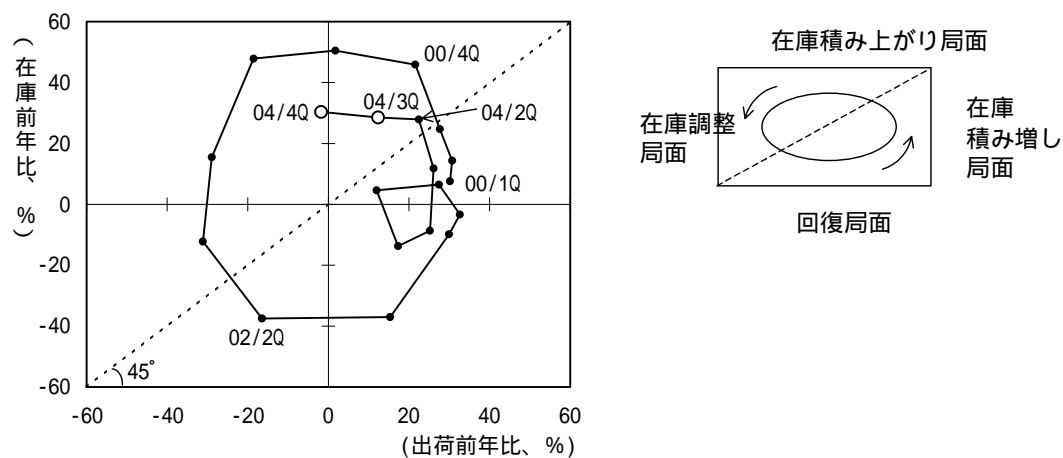 （在庫前年比、％）
60
40
20
0
-20
-40
-60
-60 -40 -20 0 20 40 60
(出荷前年比、%)
00/4Q
04/4Q
04/3Q
04/2Q
00/1Q
02/2Q
45°
在庫積み上がり局面
在庫調整
局面
在庫
積み増し
局面
回復局面